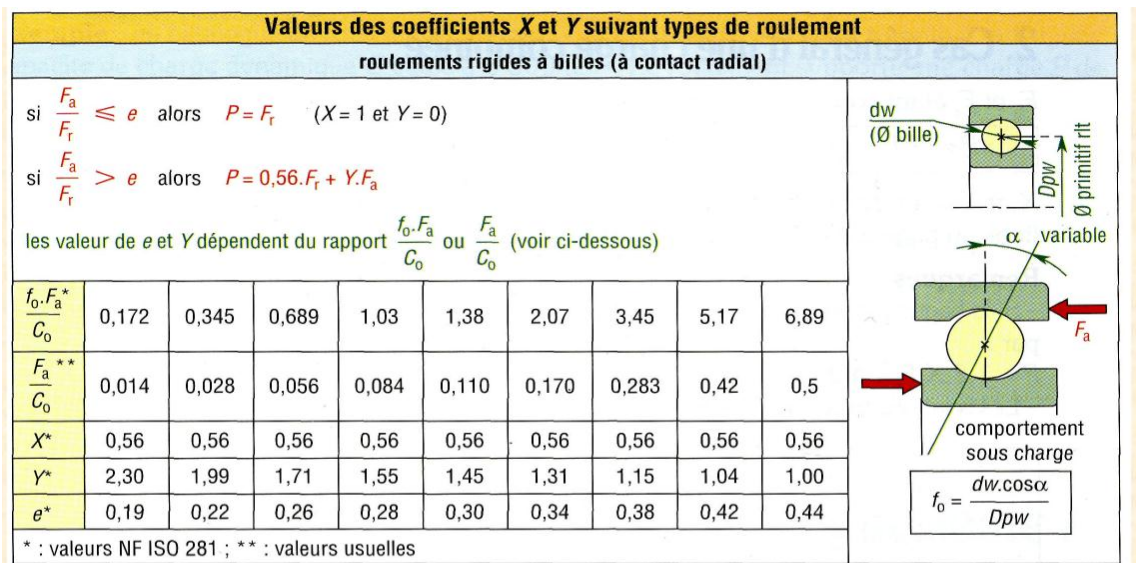 Valeurs des coefficients X et Y suivant types de roulement
roulements rigides à billes (à contact radial)
si Fa/Fr ≤ e alors P = Fr (X = 1 et Y = 0)
si Fa/Fr > e alors P = 0,56.Fr + Y.Fa
les valeur de e et Y dépendent du rapport fo.Fa/Co ou Fa/Co (voir ci-dessous)
fo.Fa*/Co 0,172 0,345 0,689 1,03 1,38 2,07 3,45 5,17 6,89
Fa**/Co 0,014 0,028 0,056 0,084 0,110 0,170 0,283 0,42 0,5
X* 0,56 0,56 0,56 0,56 0,56 0,56 0,56 0,56 0,56
Y* 2,30 1,99 1,71 1,55 1,45 1,31 1,15 1,04 1,00
e* 0,19 0,22 0,26 0,28 0,30 0,34 0,38 0,42 0,44
* : valeurs NF ISO 281 ; ** : valeurs usuelles
dw
(Ø bille)
Dpw
Ø primitif rlt
α variable
Fa
comportement
sous charge
fo = dw.cosα/Dpw